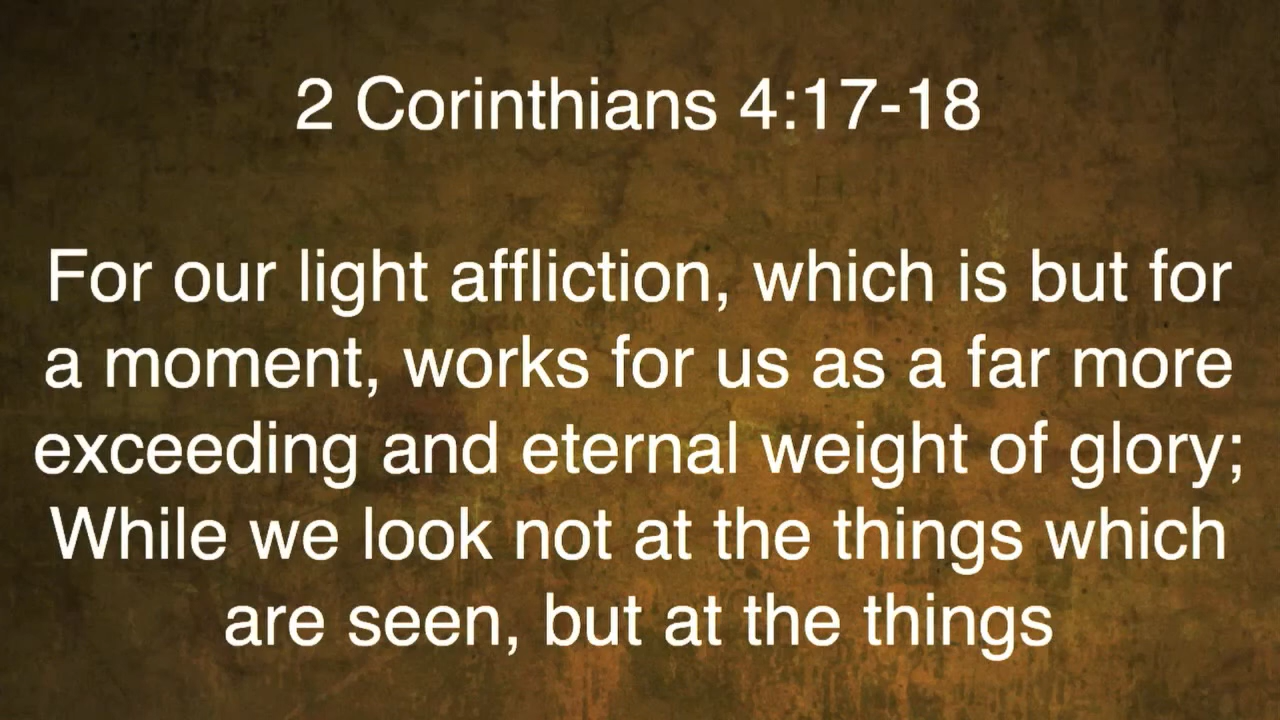 2 Corinthians 4:17-18
For our light affliction, which is but for
a moment, works for us as a far more
exceeding and eternal weight of glory;
While we look not at the things which
are seen, but at the things